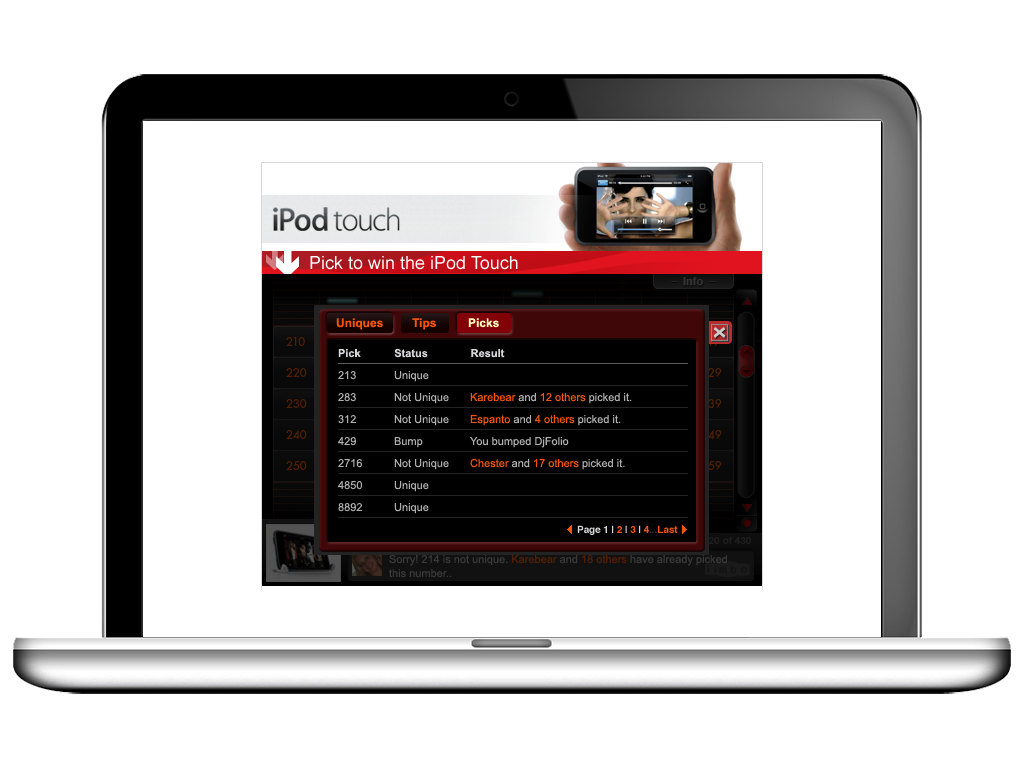 iPod touch
Pick to win the iPod Touch
Info
Uniques Tips Picks
210
220
230
240
250
29
39
49
59
Pick Status Result
213 Unique
283 Not Unique Karebear and 12 others picked it.
312 Not Unique Espanto and 4 others picked it.
429 Bump You bumped DjFolio
2716 Not Unique Chester and 17 others picked it.
4850 Unique
8892 Unique
Page 1 | 2 | 3 | 4...Last
20 of 430
Sorry! 214 is not unique. Karebear and 18 others have already picked
this number..